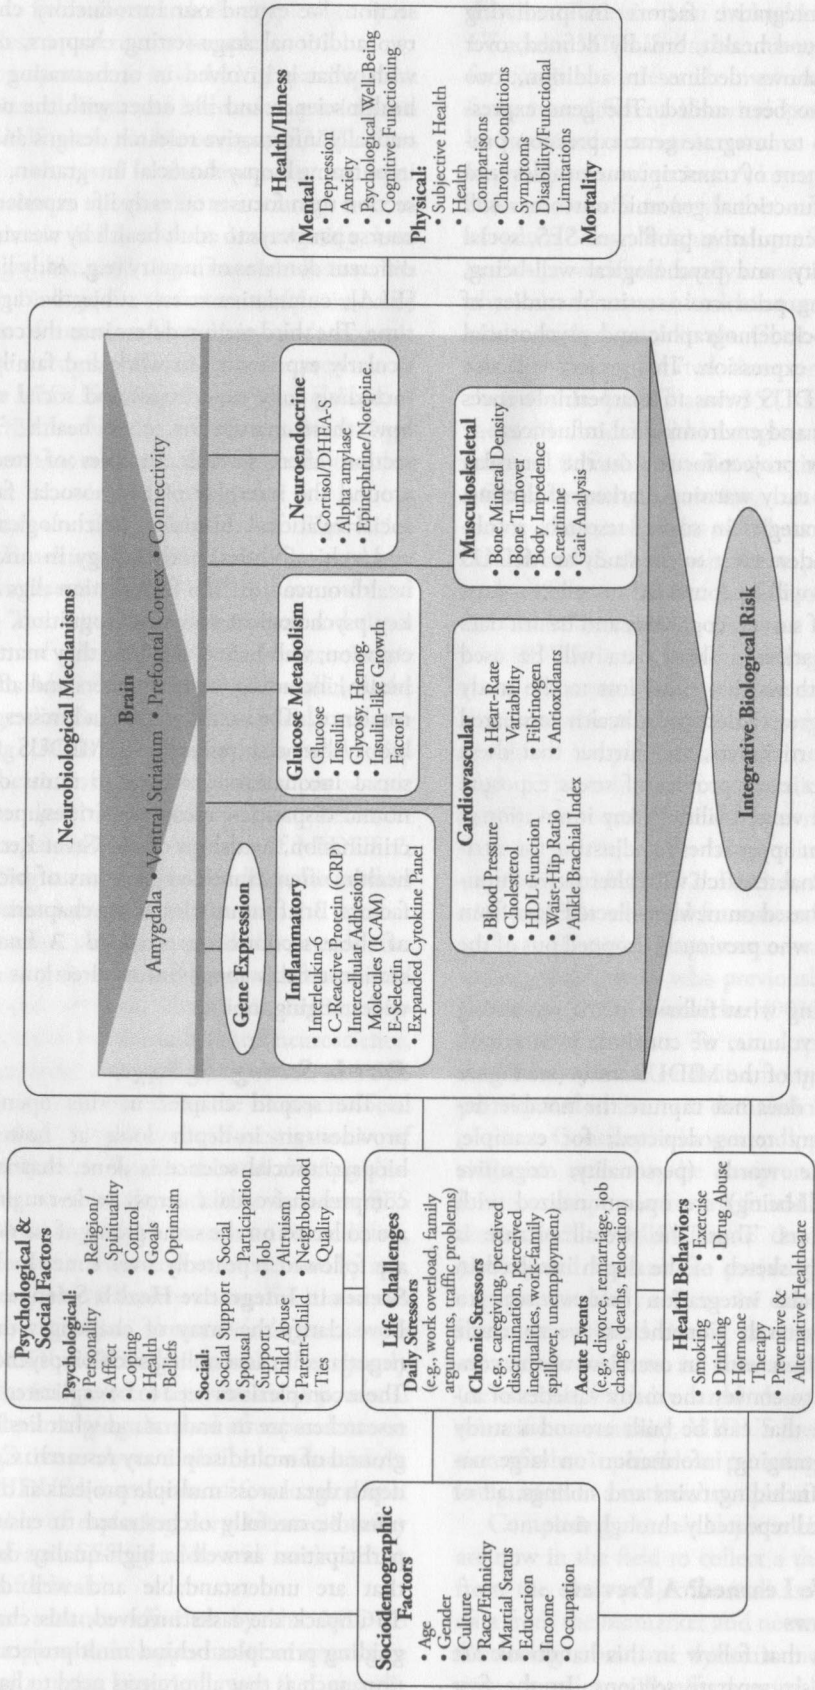 Sociodemographic
Factors
• Age
• Gender
• Culture
• Race/Ethnicity
• Marital Status
• Education
• Income
• Occupation
Psychological &
Social Factors
Psychological:
• Personality
• Affect
• Coping
• Health
Beliefs
• Religion/
Spirituality
• Control
• Goals
• Optimism
Social:
• Social Support
• Spousal
Support
• Child Abuse
• Parent-Child
Ties
• Social
Participation
• Job
• Altruism
• Neighborhood
Quality
Life Challenges
Daily Stressors
(e.g., work overload, family
arguments, traffic problems)
Chronic Stressors
(e.g., caregiving, perceived
discrimination, perceived
inequalities, work-family
spillover, unemployment)
Acute Events
(e.g., divorce, remarriage, job
change, deaths, relocation)
Health Behaviors
• Smoking
• Drinking
• Hormone
Therapy
• Exercise
• Drug Abuse
• Preventive &
Alternative Healthcare
Neurobiological Mechanisms
Brain
Amygdala • Ventral Striatum • Prefontal Cortex • Connectivity
Gene Expression
Inflammatory
• Interleukin-6
• C-Reactive Protein (CRP)
• Intercellular Adhesion
Molecules (ICAM)
• E-Selectin
• Expanded Cytokine Panel
Glucose Metabolism
• Glucose
• Insulin
• Glycosy. Hemog.
• Insulin-like Growth
Factor1
Neuroendocrine
• Cortisol/DHEA-S
• Alpha amylase
• Epinephrine/Norepine.
Cardiovascular
• Blood Pressure
• Cholesterol
• HDL Function
• Waist-Hip Ratio
• Ankle Brachial Index
• Heart-Rate
Variability
• Fibrinogen
• Antioxidants
Musculoskeletal
• Bone Mineral Density
• Bone Turnover
• Body Impedence
• Creatinine
• Gait Analysis
Integrative Biological Risk
Health/Illness
Mental:
• Depression
• Anxiety
• Psychological Well-Being
• Cognitive Functioning
Physical:
• Subjective Health
• Health
• Comparisons
• Chronic Conditions
• Symptoms
• Disability/Functional
Limitations
Mortality